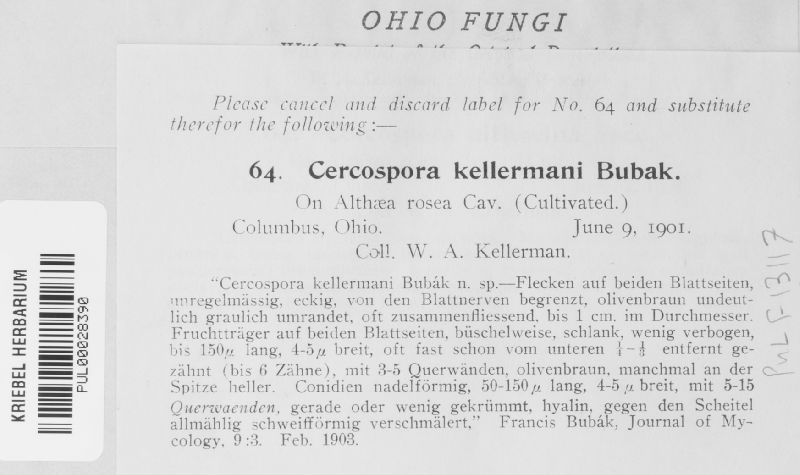 OHIO FUNGI
Please cancel and discard label for No. 64 and substitute
therefor the following:—
64. Cercospora kellermani Bubak.
On Althæa rosea Cav. (Cultivated.)
Columbus, Ohio. June 9, 1901.
Coll. W. A. Kellerman.
"Cercospora kellermani Bubák n. sp.—Flecken auf beiden Blattseiten,
unregelmässig, eckig, von den Blattnerven begrenzt, olivenbraun undeut-
lich graulich umrandet, oft zusammenfliessend, bis 1 cm. im Durchmesser.
Fruchtträger auf beiden Blattseiten, büschelweise, schlank, wenig verbogen,
bis 150µ lang, 4-5µ breit, oft fast schon vom unteren entfernt ge-
zähnt (bis 6 Zähne), mit 3-5 Querwänden, olivenbraun, manchmal an der
Spitze heller. Conidien nadelförmig, 50-150µ lang, 4-5µ breit, mit 5-15
Querwaenden, gerade oder wenig gekrümmt, hyalin, gegen den Scheitel
allmählig schweifförmig verschmälert," Francis Bubák, Journal of My-
cology, 9:3. Feb. 1903.
KRIEBEL HERBARIUM
PUL00028390
PUL F 13117